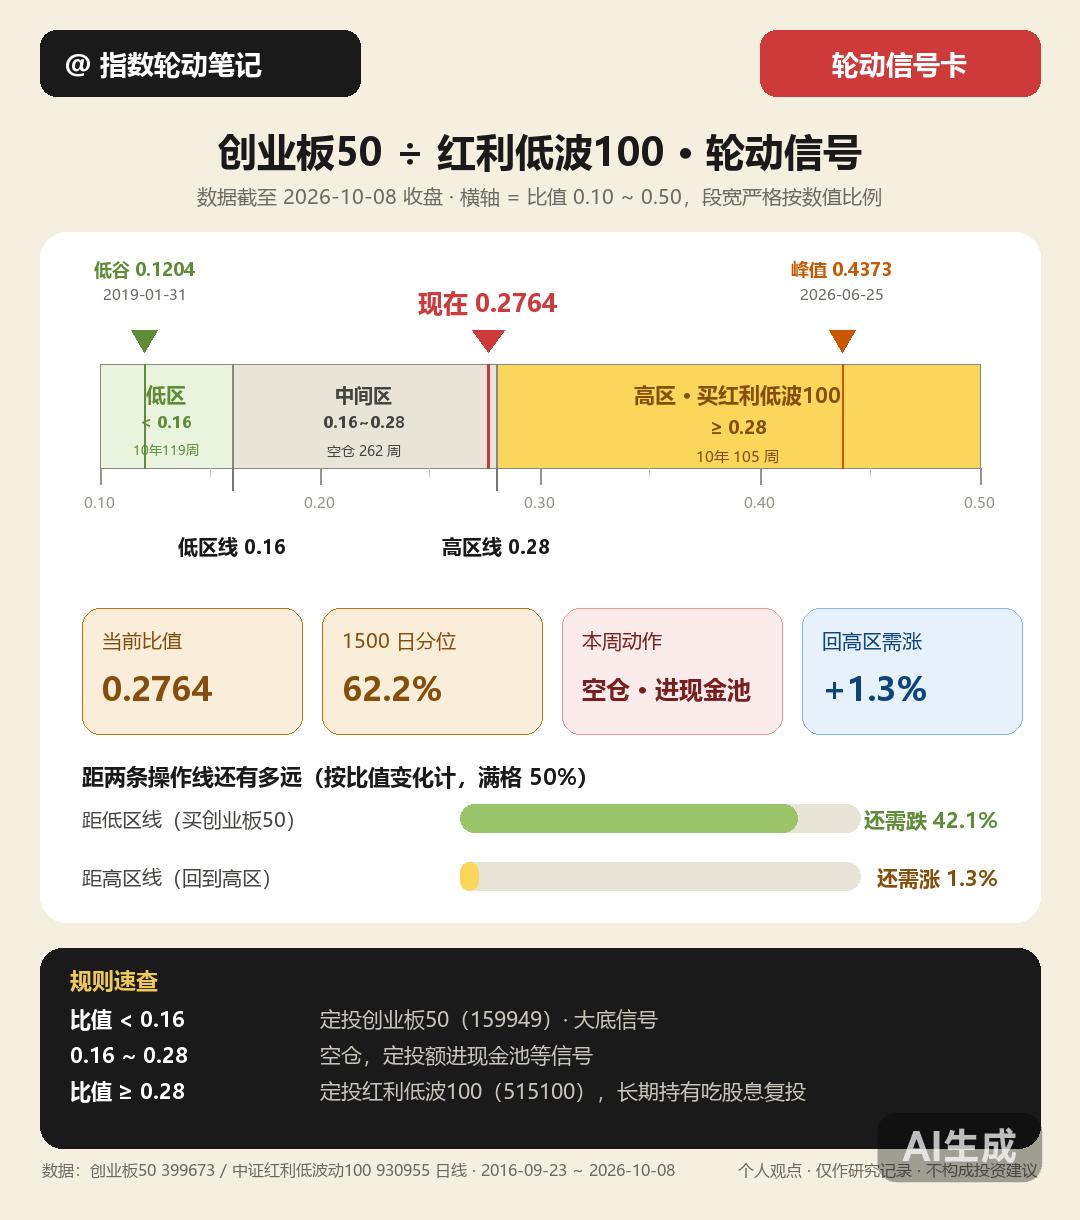 @ 指数轮动笔记
轮动信号卡
创业板50 ÷ 红利低波100 • 轮动信号
数据截至 2026-10-08 收盘 · 横轴 = 比值 0.10 ~ 0.50，段宽严格按数值比例
低谷 0.1204
2019-01-31
现在 0.2764
峰值 0.4373
2026-06-25
低区
< 0.16
10年119周
中间区
0.16~0.28
空仓 262 周
高区 • 买红利低波100
≥ 0.28
10年 105 周
0.10
0.20
0.30
0.40
0.50
低区线 0.16
高区线 0.28
当前比值
0.2764
1500 日分位
62.2%
本周动作
空仓 • 进现金池
回高区需涨
+1.3%
距两条操作线还有多远（按比值变化计，满格 50%）
距低区线（买创业板50）
还需跌 42.1%
距高区线（回到高区）
还需涨 1.3%
规则速查
比值 < 0.16
定投创业板50（159949）· 大底信号
0.16 ~ 0.28
空仓，定投额进现金池等信号
比值 ≥ 0.28
定投红利低波100（515100），长期持有吃股息复投
数据：创业板50 399673 / 中证红利低波动100 930955 日线 · 2016-09-23 ~ 2026-10-08
个人观点 · 仅作研究记录 · 不构成投资建议
AI生成